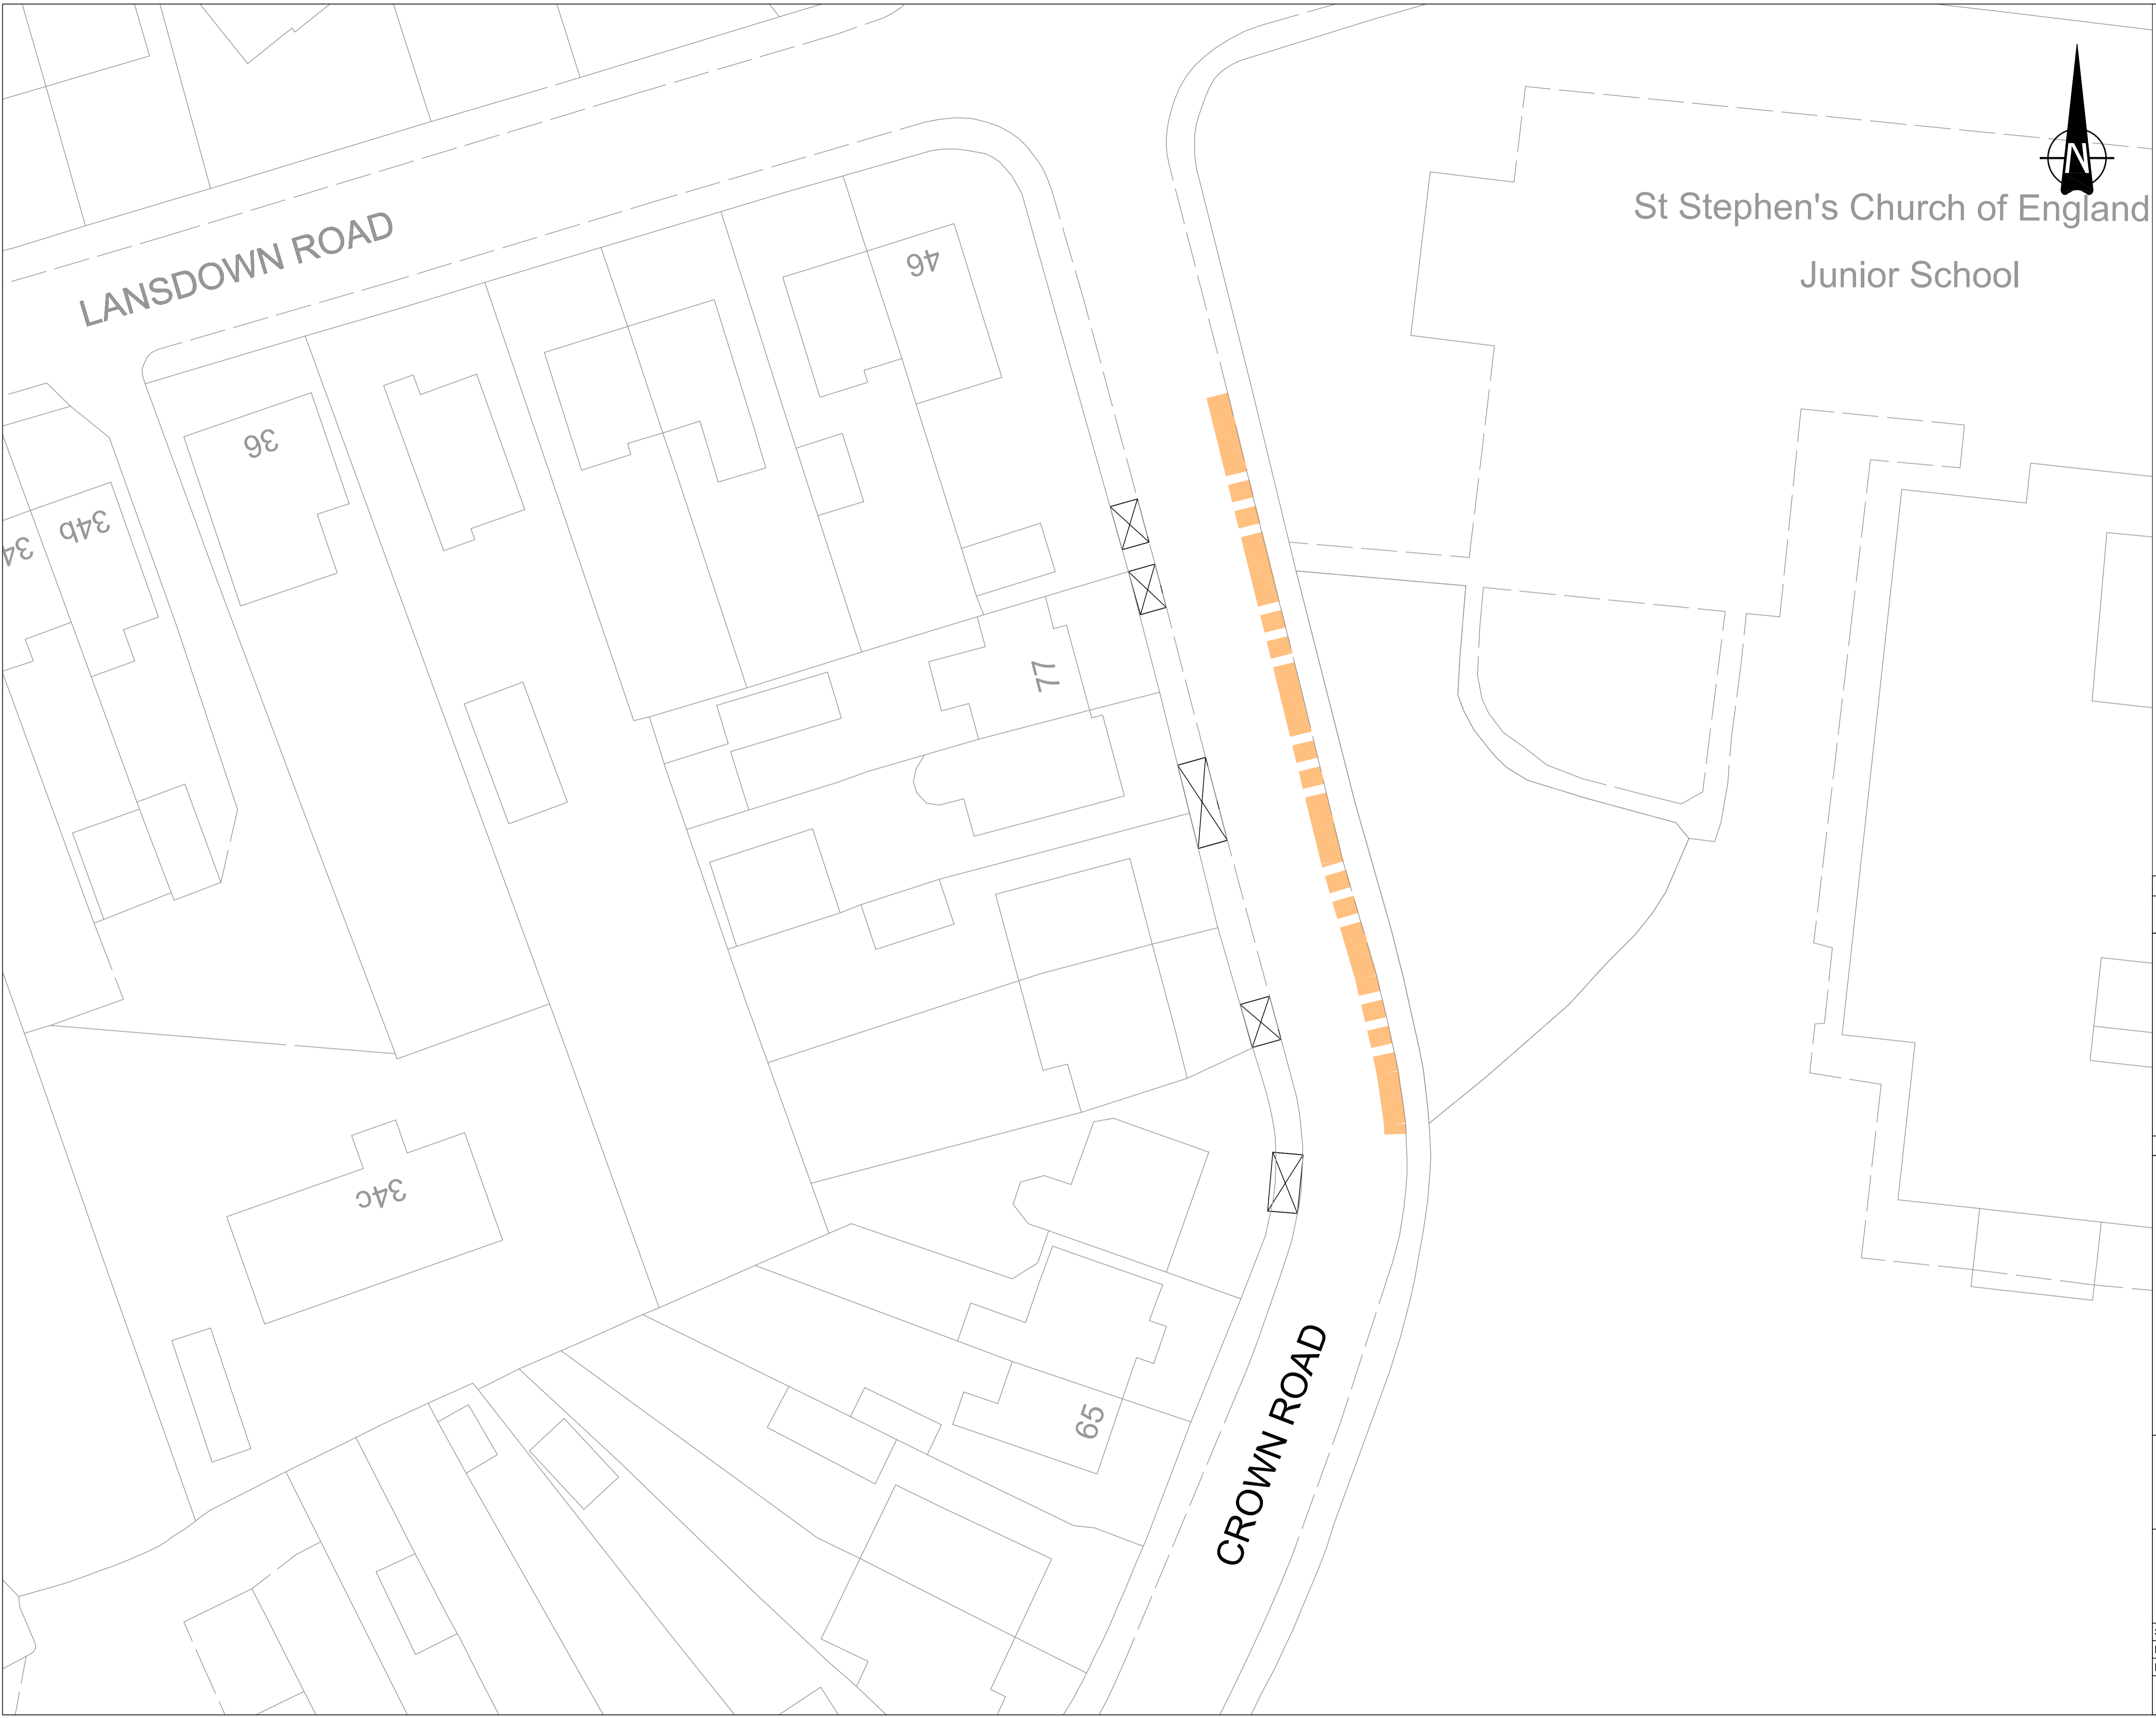 N
St Stephen's Church of England
Junior School
LANSDOWN ROAD
46
36
34b
77
34c
65
CROWN ROAD